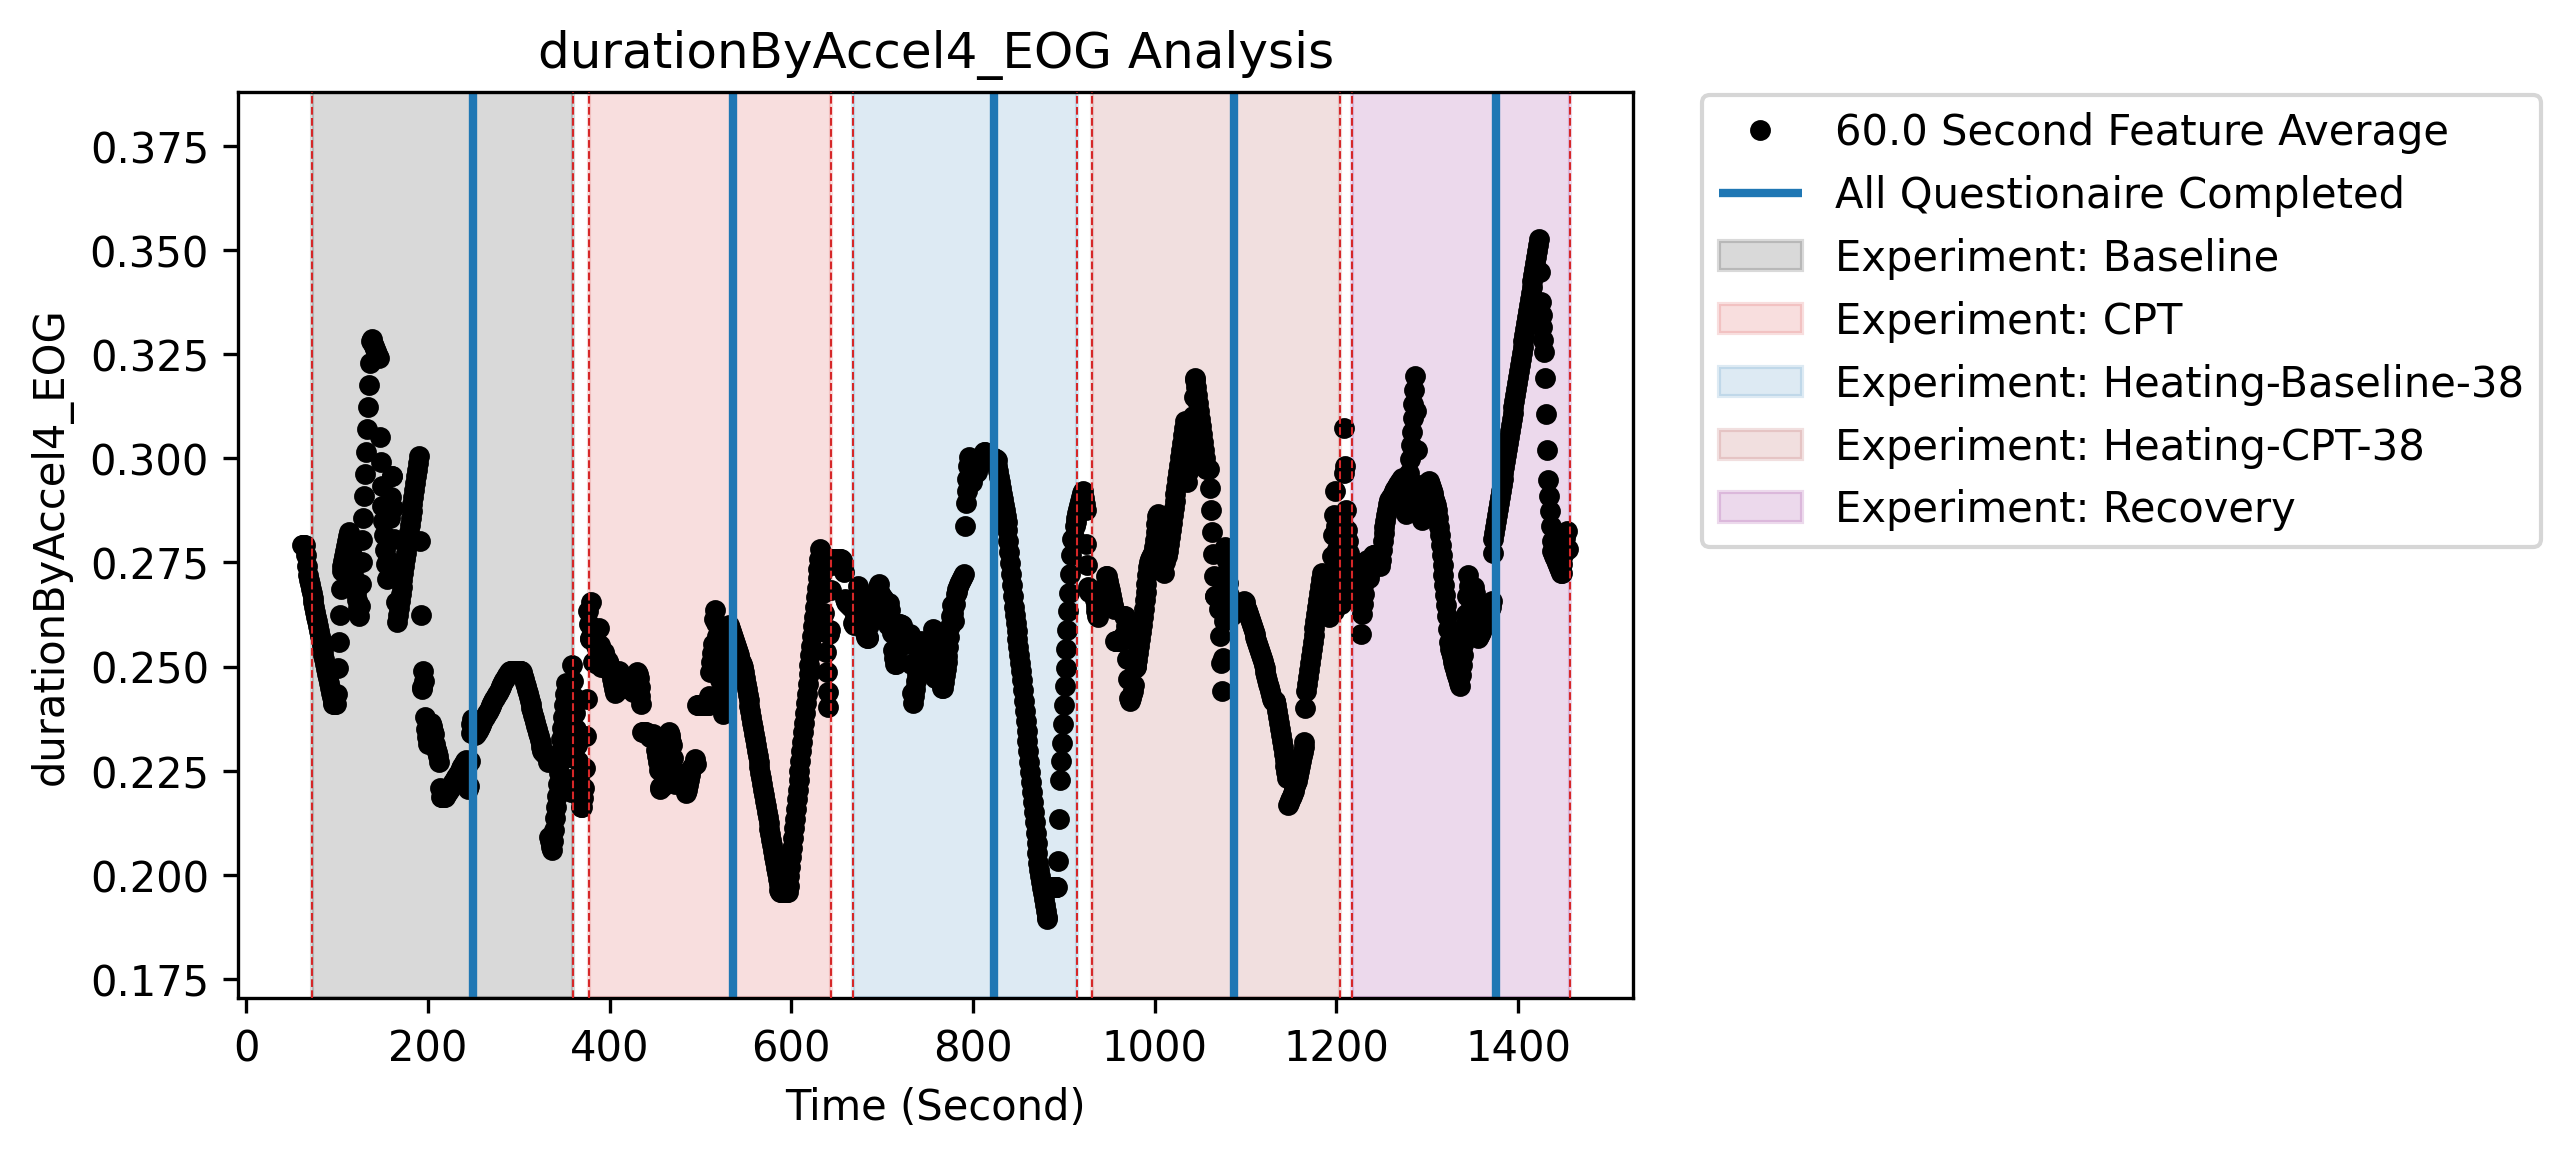 durationByAccel4_EOG Analysis
durationByAccel4_EOG
0.375
0.350
0.325
0.300
0.275
0.250
0.225
0.200
0.175
0 200 400 600 800 1000 1200 1400
Time (Second)
60.0 Second Feature Average
All Questionaire Completed
Experiment: Baseline
Experiment: CPT
Experiment: Heating-Baseline-38
Experiment: Heating-CPT-38
Experiment: Recovery